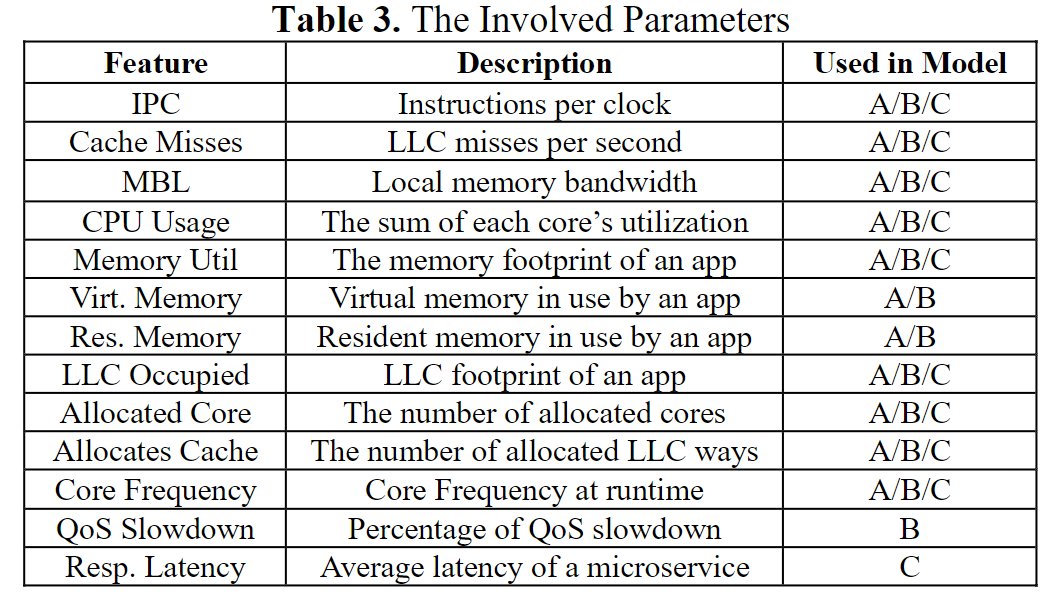 Table 3. The Involved Parameters
Feature Description Used in Model
IPC Instructions per clock A/B/C
Cache Misses LLC misses per second A/B/C
MBL Local memory bandwidth A/B/C
CPU Usage The sum of each core’s utilization A/B/C
Memory Util The memory footprint of an app A/B/C
Virt. Memory Virtual memory in use by an app A/B
Res. Memory Resident memory in use by an app A/B
LLC Occupied LLC footprint of an app A/B/C
Allocated Core The number of allocated cores A/B/C
Allocates Cache The number of allocated LLC ways A/B/C
Core Frequency Core Frequency at runtime A/B/C
QoS Slowdown Percentage of QoS slowdown B
Resp. Latency Average latency of a microservice C